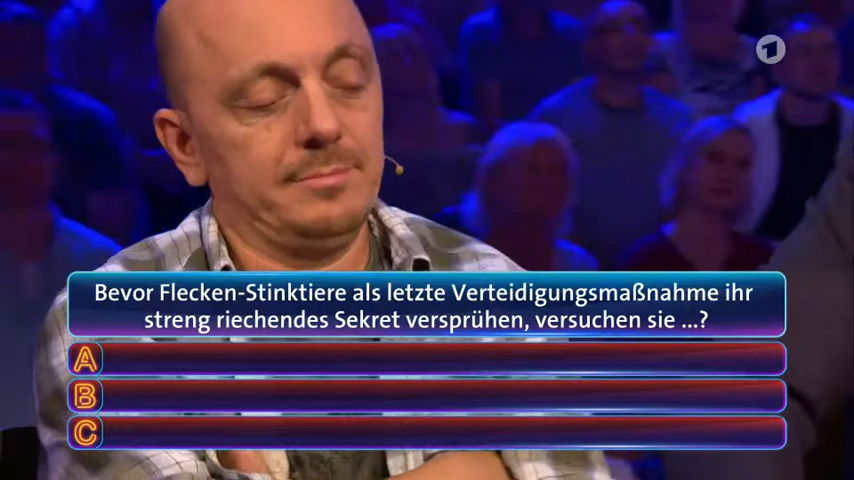 1
Bevor Flecken-Stinktiere als letzte Verteidigungsmaßnahme ihr
streng riechendes Sekret versprühen, versuchen sie ...?
A
B
C